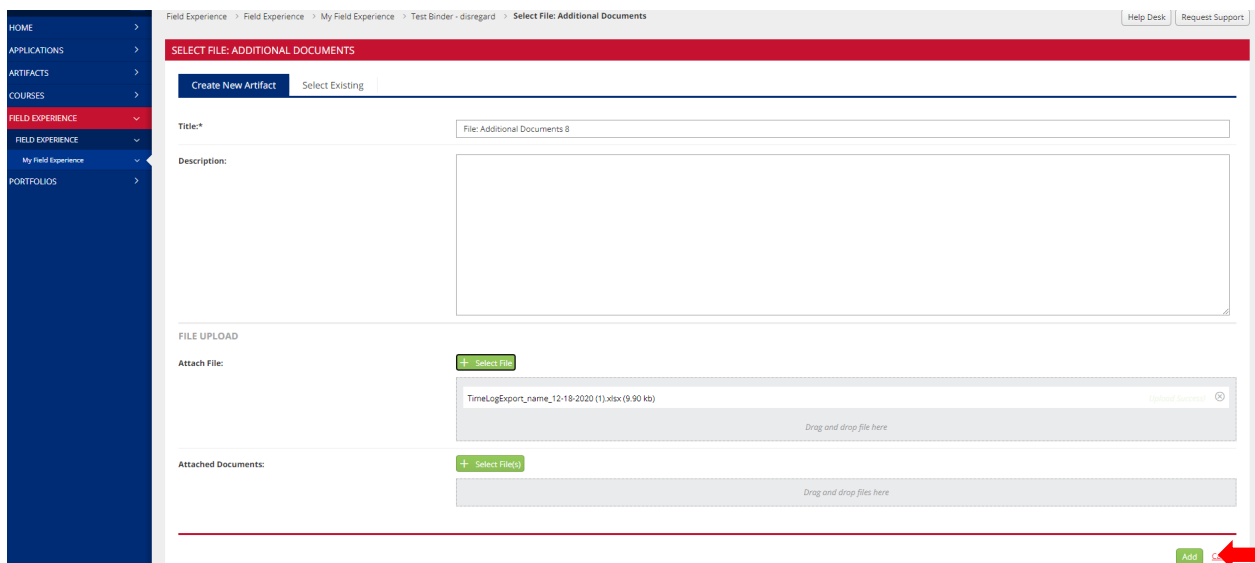 Field Experience > Field Experience > My Field Experience > Test Binder - disregard > Select File: Additional Documents
Help Desk
Request Support
HOME
APPLICATIONS
ARTIFACTS
COURSES
FIELD EXPERIENCE
FIELD EXPERIENCE
My Field Experience
PORTFOLIOS
SELECT FILE: ADDITIONAL DOCUMENTS
Create New Artifact
Select Existing
Title:*
File: Additional Documents 8
Description:
FILE UPLOAD
Attach File:
+ Select File
TimeLogExport_name_12-18-2020 (1).xlsx (9.90 kb)
Drag and drop file here
Attached Documents:
+ Select File(s)
Drag and drop files here
Add